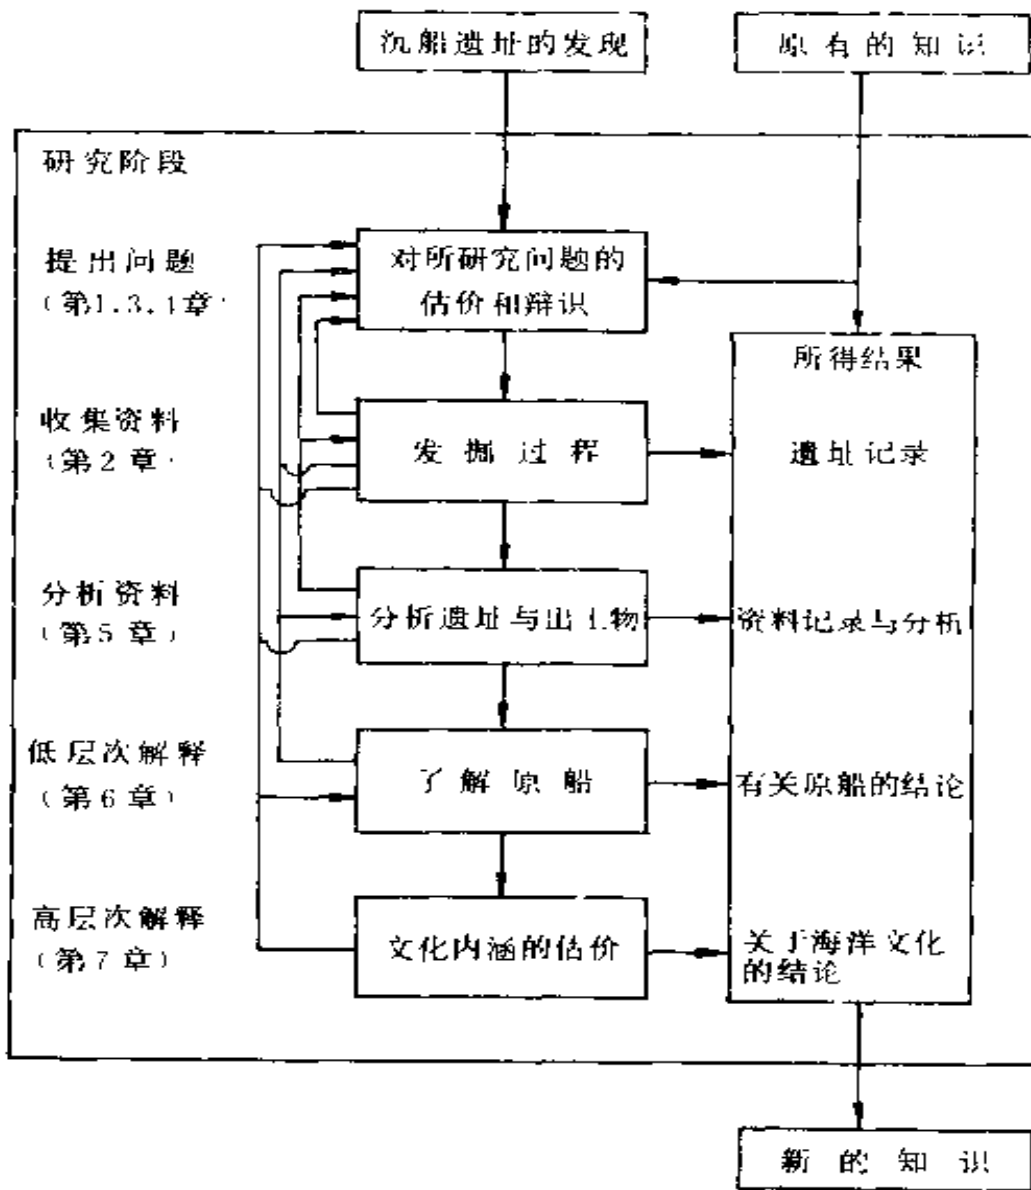 沉船遗址的发现
原有的知识
研究阶段
提出问题
(第1.3.1章
对所研究问题的
估价和辩识
所得结果
收集资料
(第2章
发掘过程
遗址记录
分析资料
(第5章)
分析遗址与出土物
资料记录与分析
低层次解释
(第6章)
了解原船
有关原船的结论
高层次解释
(第7章)
文化内涵的估价
关于海洋文化
的结论
新的知识